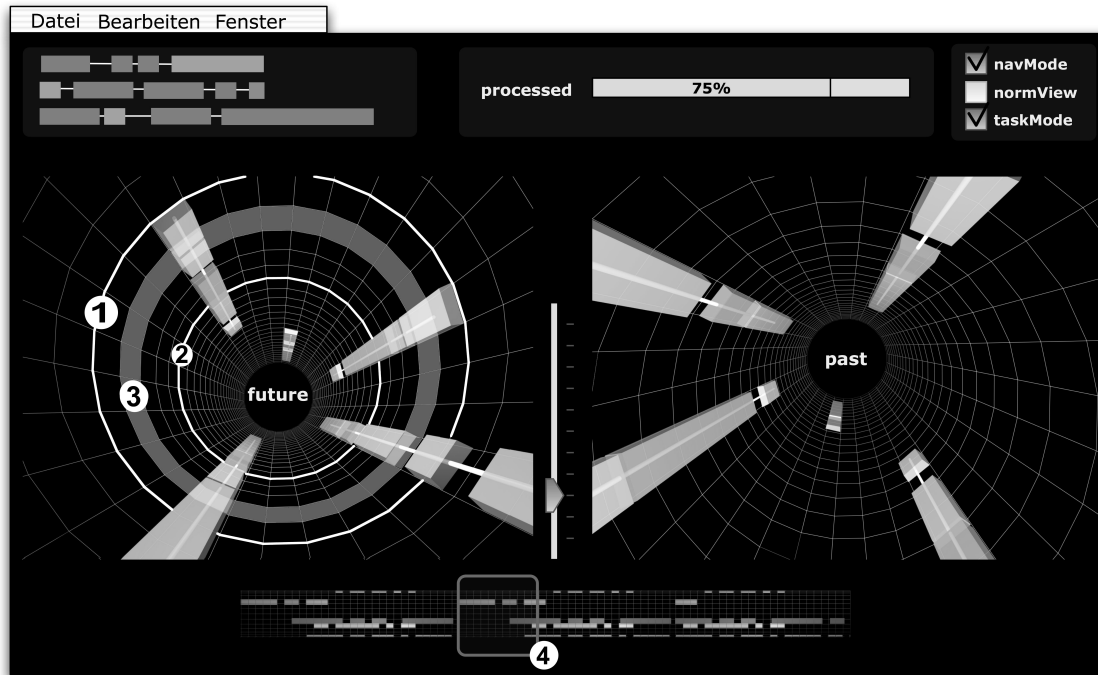 Datei Bearbeiten Fenster
processed 75%
navMode
normView
taskMode
1
2
3
future
past
4